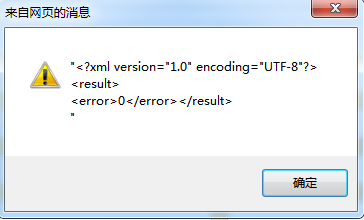 来自网页的消息
"<?xml version="1.0" encoding="UTF-8"?>
<result>
<error>0</error></result>
"
确定